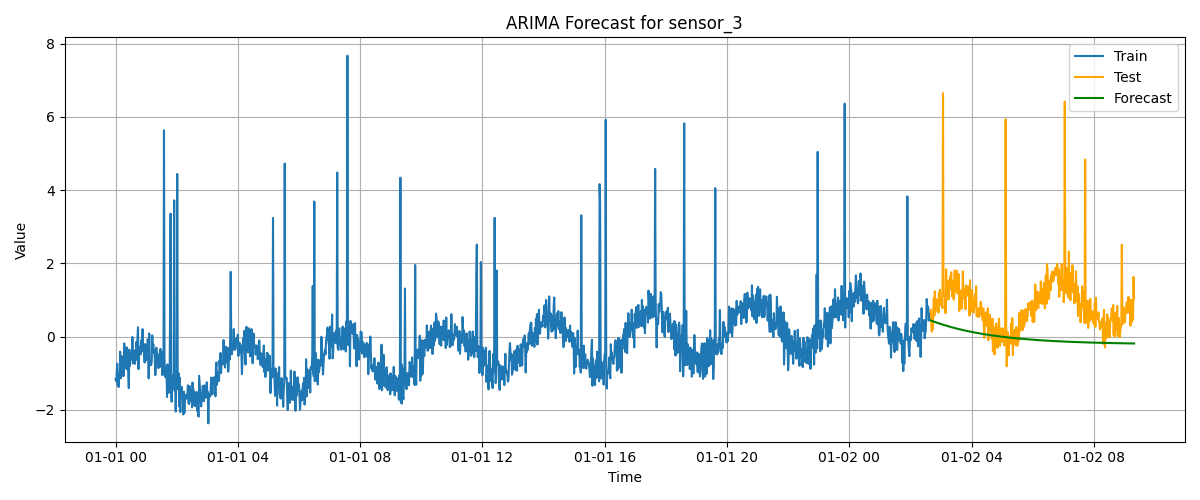 ARIMA Forecast for sensor_3
Train
Test
Forecast
Value
8
6
4
2
0
−2
01-01 00
01-01 04
01-01 08
01-01 12
01-01 16
01-01 20
01-02 00
01-02 04
01-02 08
Time